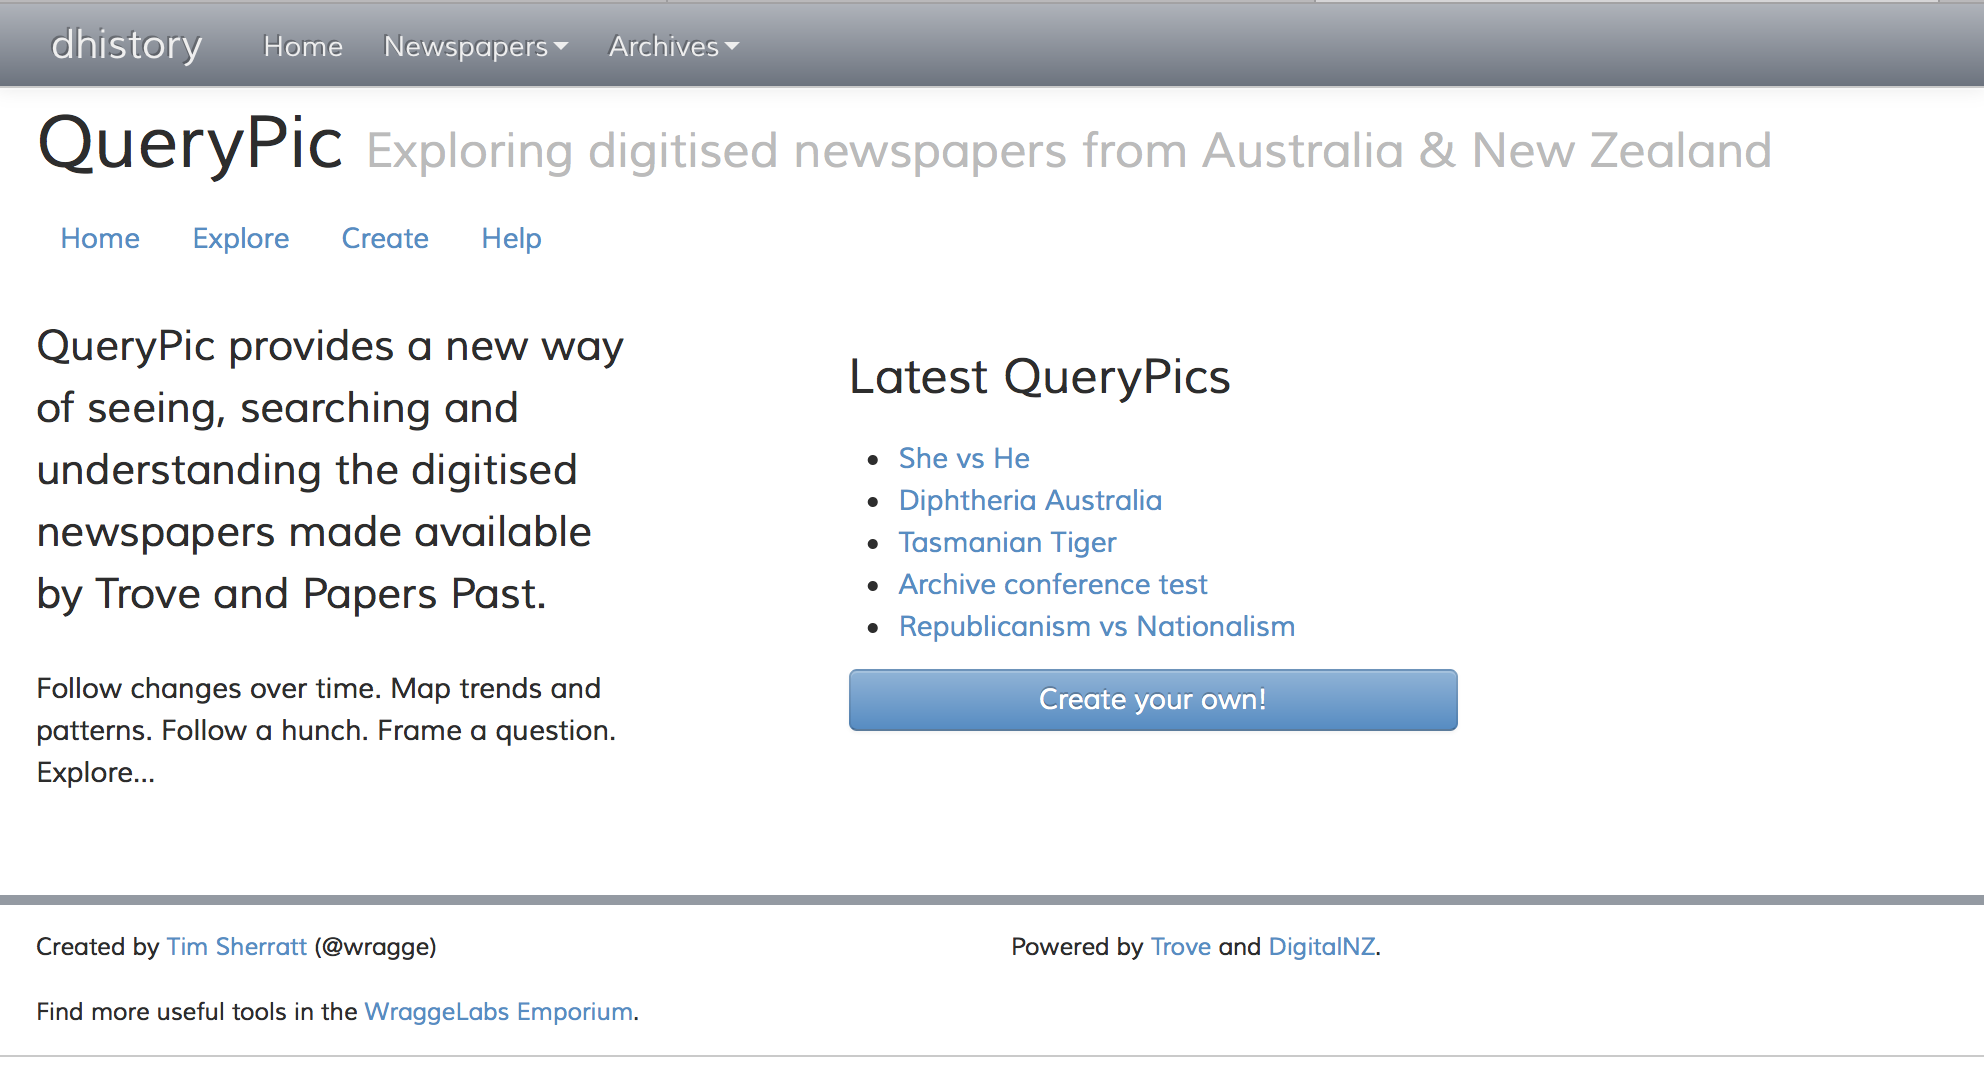 dhistory Home Newspapers Archives
QueryPic Exploring digitised newspapers from Australia & New Zealand
Home Explore Create Help
QueryPic provides a new way
of seeing, searching and
understanding the digitised
newspapers made available
by Trove and Papers Past.
Follow changes over time. Map trends and
patterns. Follow a hunch. Frame a question.
Explore...
Latest QueryPics
She vs He
Diphtheria Australia
Tasmanian Tiger
Archive conference test
Republicanism vs Nationalism
Create your own!
Created by Tim Sherratt (@wragge)
Powered by Trove and DigitalNZ.
Find more useful tools in the WraggeLabs Emporium.